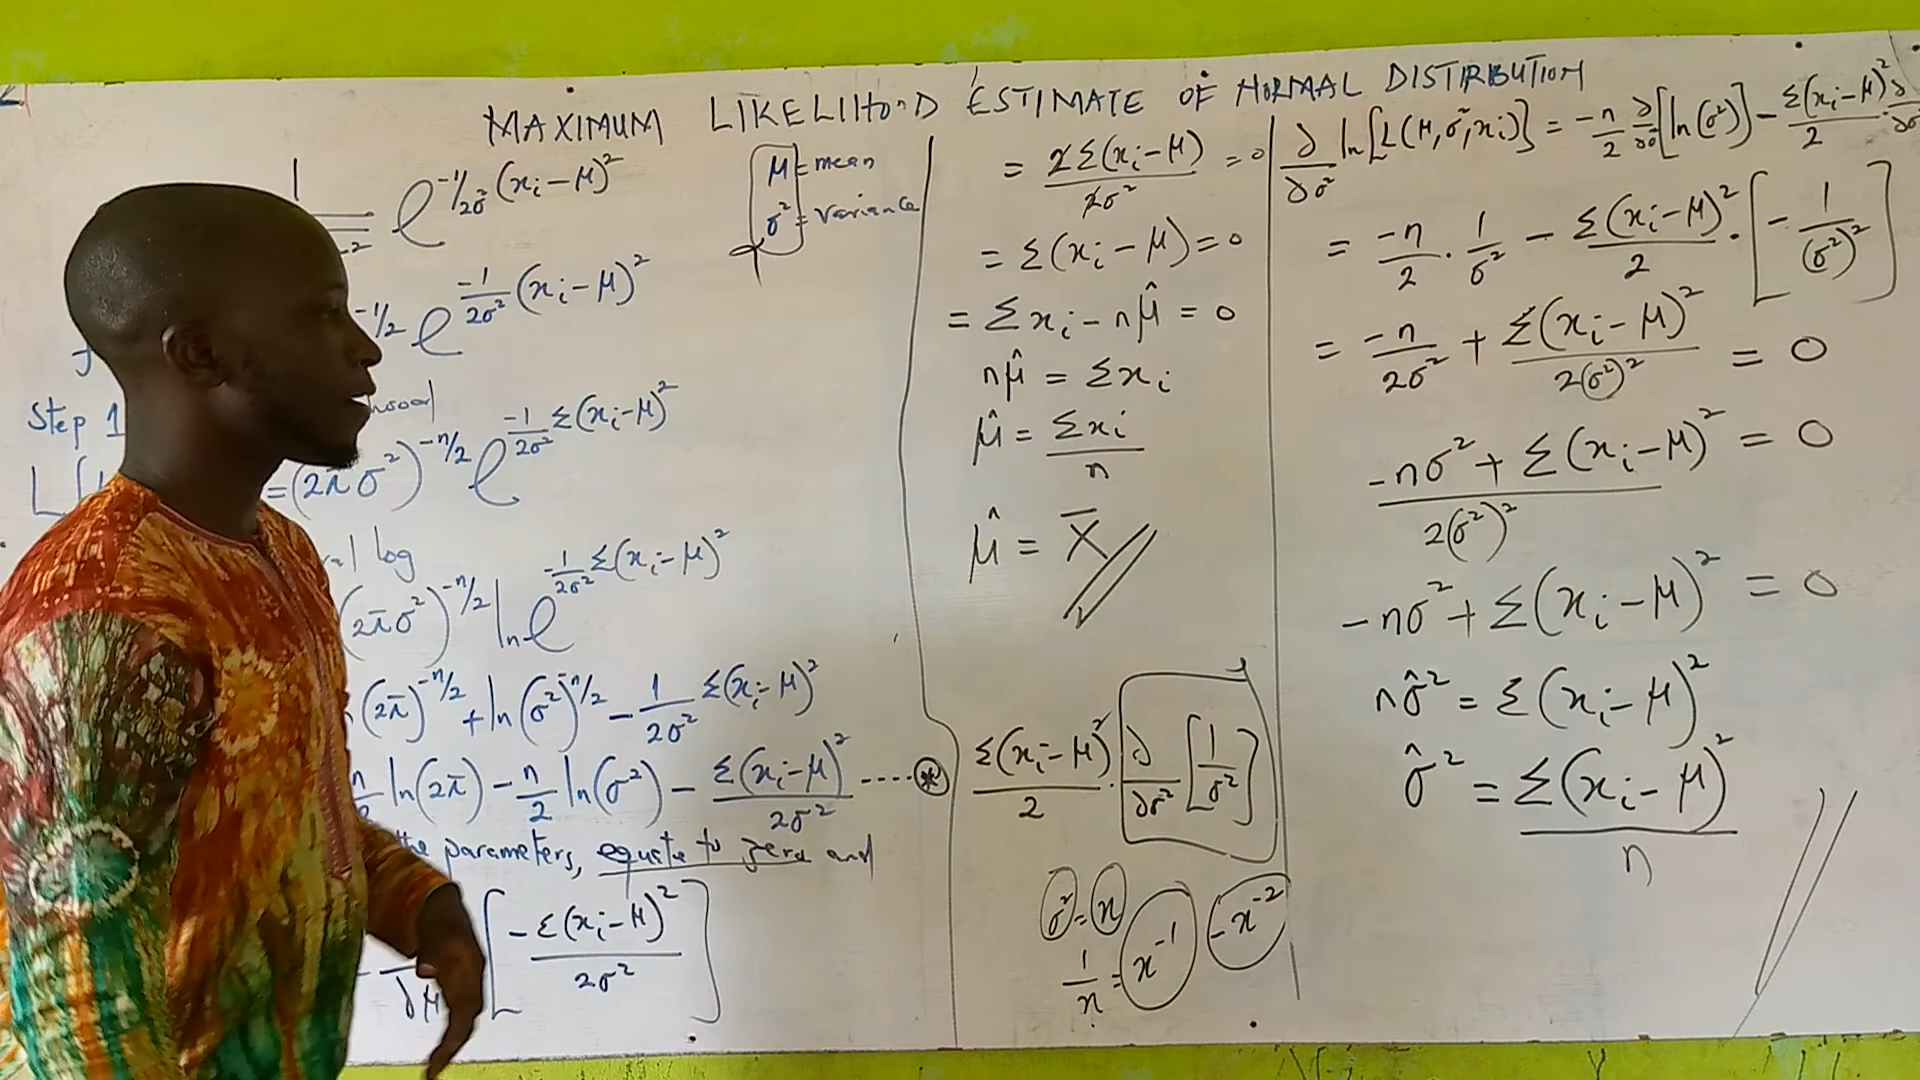 MAXIMUM LIKELIHOOD ESTIMATE OF NORMAL DISTRIBUTION
1
e^{-1/2σ²(xᵢ-μ)²}
-1/2 e^{-1/2σ² (xᵢ-μ)²}
μ = mean
σ² = variance
Step 1
= (2πσ²)^{-n/2} e^{-1/2σ² Σ(xᵢ-μ)²}
log
(2πσ²)^{-n/2} ln e^{-1/2σ² Σ(xᵢ-μ)²}
(2π)^{-n/2} + ln(σ²)^{-n/2} - 1/2σ² Σ(xᵢ-μ)²
n/2 ln(2π) - n/2 ln(σ²) - Σ(xᵢ-μ)²/2σ² ----⊛
the parameters, equate to zero and
∂μ [-Σ(xᵢ-μ)²/2σ²]
= 2Σ(xᵢ-μ)/2σ² = 0
= Σ(xᵢ-μ) = 0
= Σxᵢ - nμ̂ = 0
nμ̂ = Σxᵢ
μ̂ = Σxᵢ/n
μ̂ = X̄
Σ(xᵢ-μ)²/2 · ∂/∂σ² [1/σ²]
σ² = x
1/x = x⁻¹ -x⁻²
∂/∂σ² ln[L(μ,σ²,xᵢ)] = -n/2 ∂/∂σ² [ln(σ²)] - Σ(xᵢ-μ)²/2 · ∂/∂σ
= -n/2 · 1/σ² - Σ(xᵢ-μ)²/2 · [-1/(σ²)²]
= -n/2σ² + Σ(xᵢ-μ)²/2(σ²)² = 0
-nσ² + Σ(xᵢ-μ)²/2(σ²)² = 0
-nσ² + Σ(xᵢ-μ)² = 0
nσ̂² = Σ(xᵢ-μ)²
σ̂² = Σ(xᵢ-μ)²/n